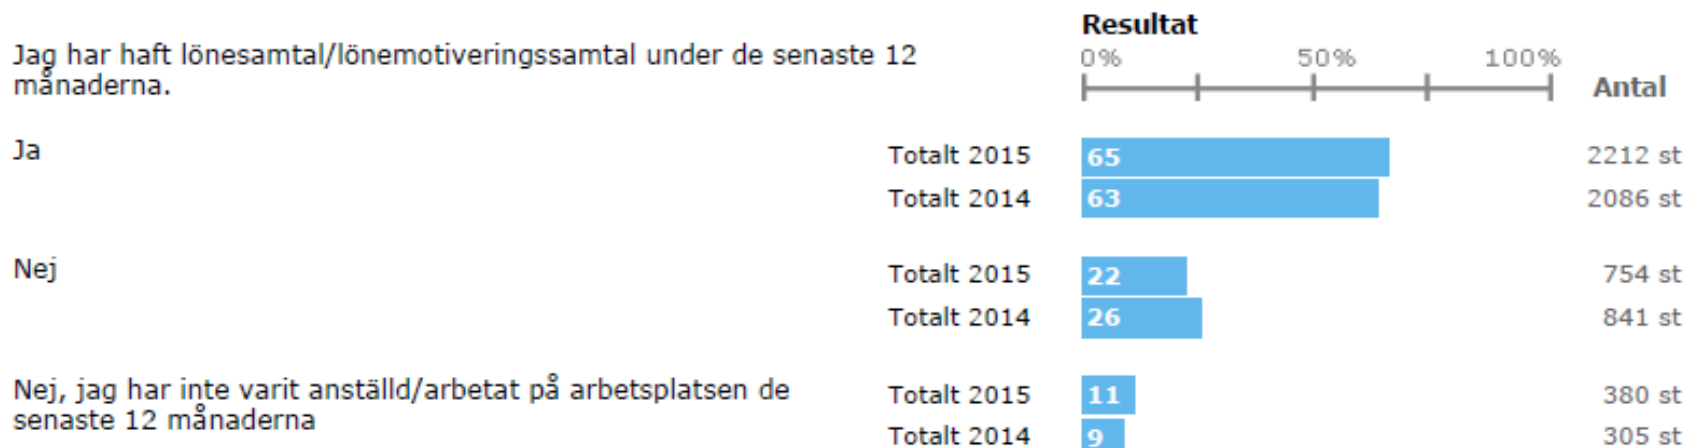 Resultat
Jag har haft lönesamtal/lönemotiveringssamtal under de senaste 12
månaderna.
0% 50% 100%
Antal
Ja
Totalt 2015 65 2212 st
Totalt 2014 63 2086 st
Nej
Totalt 2015 22 754 st
Totalt 2014 26 841 st
Nej, jag har inte varit anställd/arbetat på arbetsplatsen de
senaste 12 månaderna
Totalt 2015 11 380 st
Totalt 2014 9 305 st